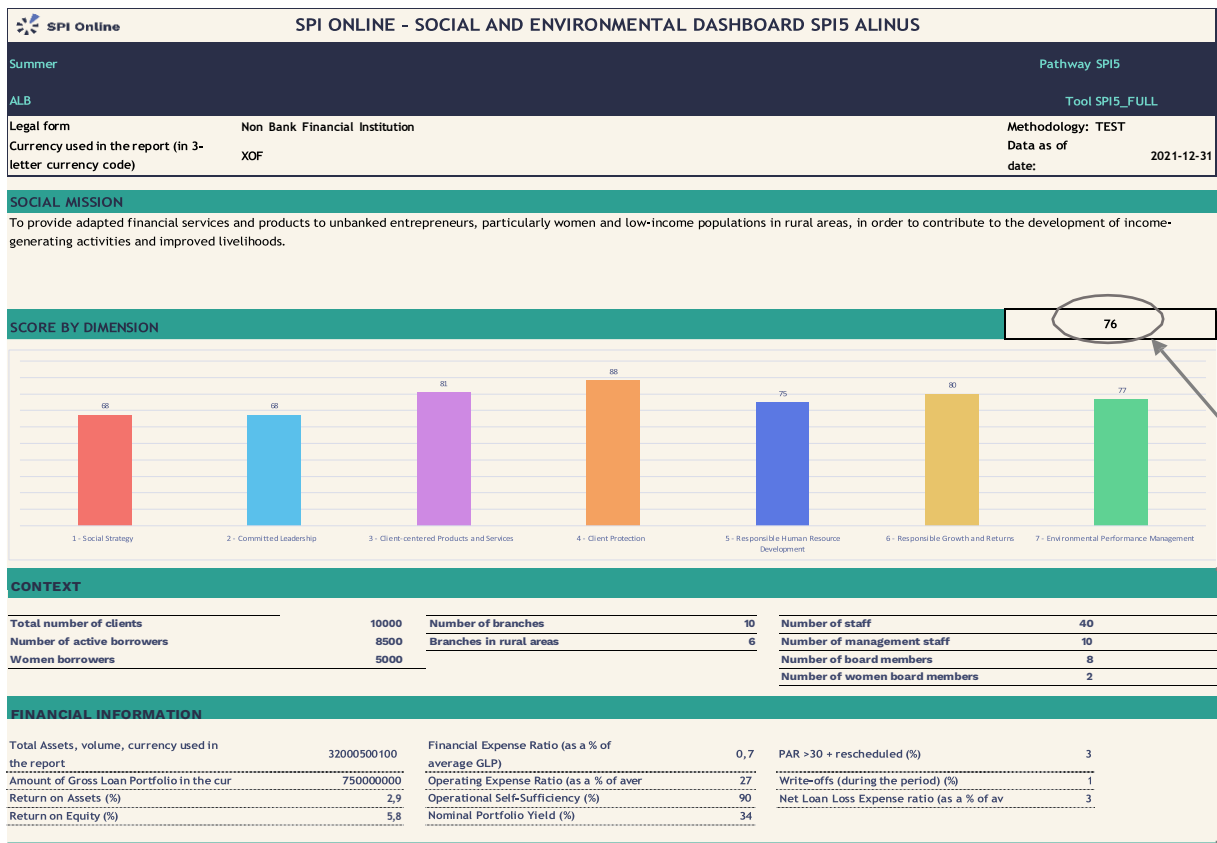 SPI Online
SPI ONLINE - SOCIAL AND ENVIRONMENTAL DASHBOARD SPI5 ALINUS
Summer
Pathway SPI5
ALB
Tool SPI5_FULL
Legal form
Non Bank Financial Institution
Methodology: TEST
Currency used in the report (in 3-
letter currency code)
XOF
Data as of
date:
2021-12-31
SOCIAL MISSION
To provide adapted financial services and products to unbanked entrepreneurs, particularly women and low-income populations in rural areas, in order to contribute to the development of income-
generating activities and improved livelihoods.
SCORE BY DIMENSION
76
68
68
81
88
75
80
77
1 - Social Strategy
2 - Committed Leadership
3 - Client-centered Products and Services
4 - Client Protection
5 - Responsible Human Resource
Development
6 - Responsible Growth and Returns
7 - Environmental Performance Management
CONTEXT
Total number of clients 10000
Number of active borrowers 8500
Women borrowers 5000
Number of branches 10
Branches in rural areas 6
Number of staff 40
Number of management staff 10
Number of board members 8
Number of women board members 2
FINANCIAL INFORMATION
Total Assets, volume, currency used in
the report
32000500100
Amount of Gross Loan Portfolio in the cur 750000000
Return on Assets (%) 2,9
Return on Equity (%) 5,8
Financial Expense Ratio (as a % of
average GLP)
0,7
Operating Expense Ratio (as a % of aver 27
Operational Self-Sufficiency (%) 90
Nominal Portfolio Yield (%) 34
PAR >30 + rescheduled (%) 3
Write-offs (during the period) (%) 1
Net Loan Loss Expense ratio (as a % of av 3